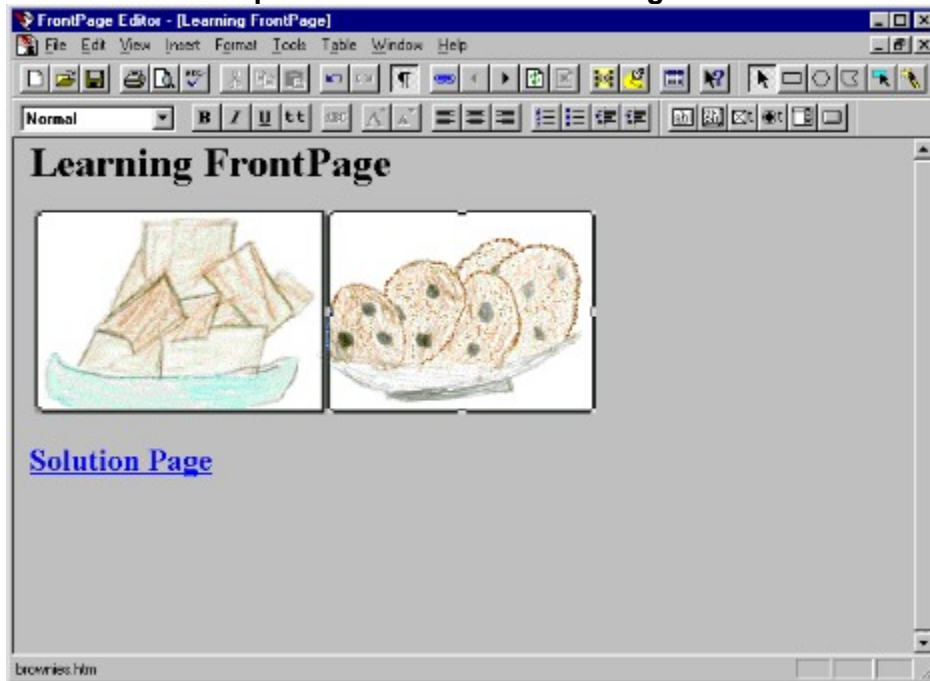 FrontPage Editor - [Learning FrontPage]
File Edit View Insert Format Tools Table Window Help
Normal B I U tt
Learning FrontPage
Solution Page
brownies.htm